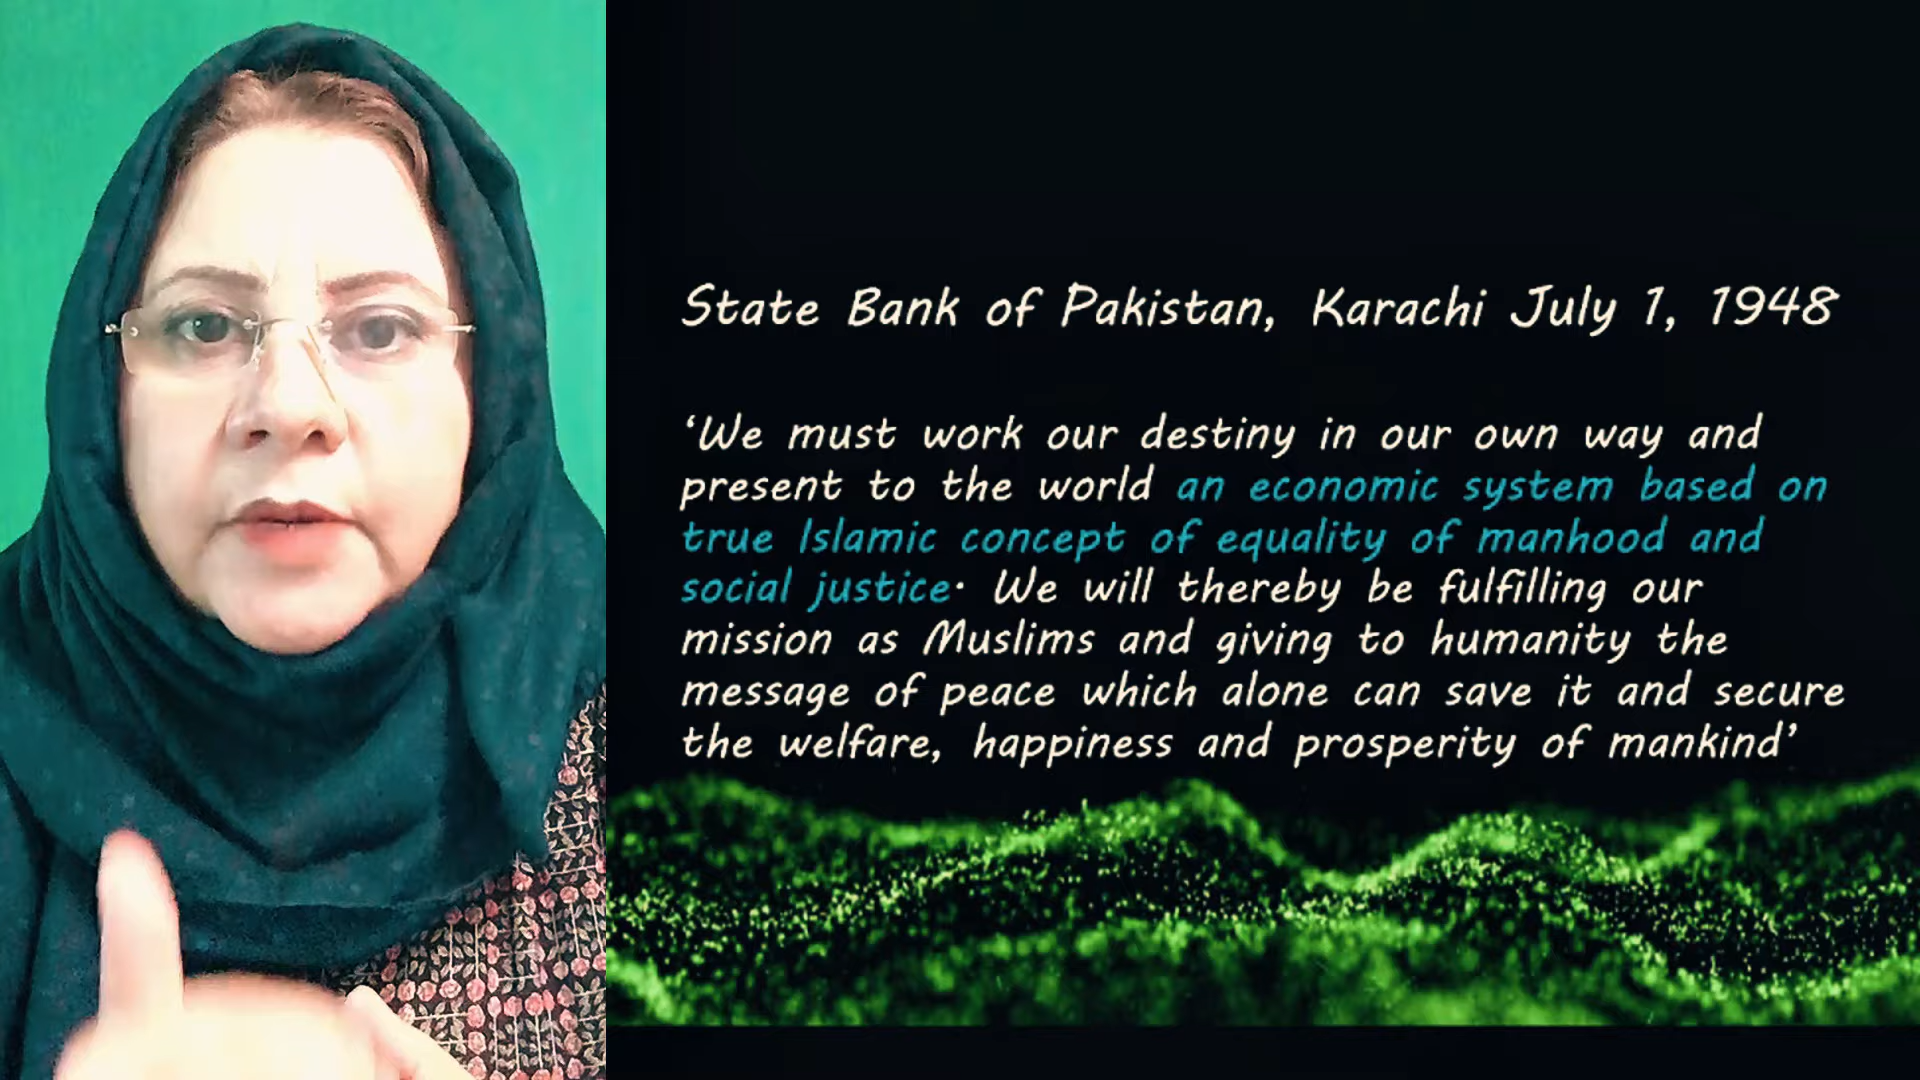 State Bank of Pakistan, Karachi July 1, 1948
‘We must work our destiny in our own way and
present to the world an economic system based on
true Islamic concept of equality of manhood and
social justice· We will thereby be fulfilling our
mission as Muslims and giving to humanity the
message of peace which alone can save it and secure
the welfare, happiness and prosperity of mankind’